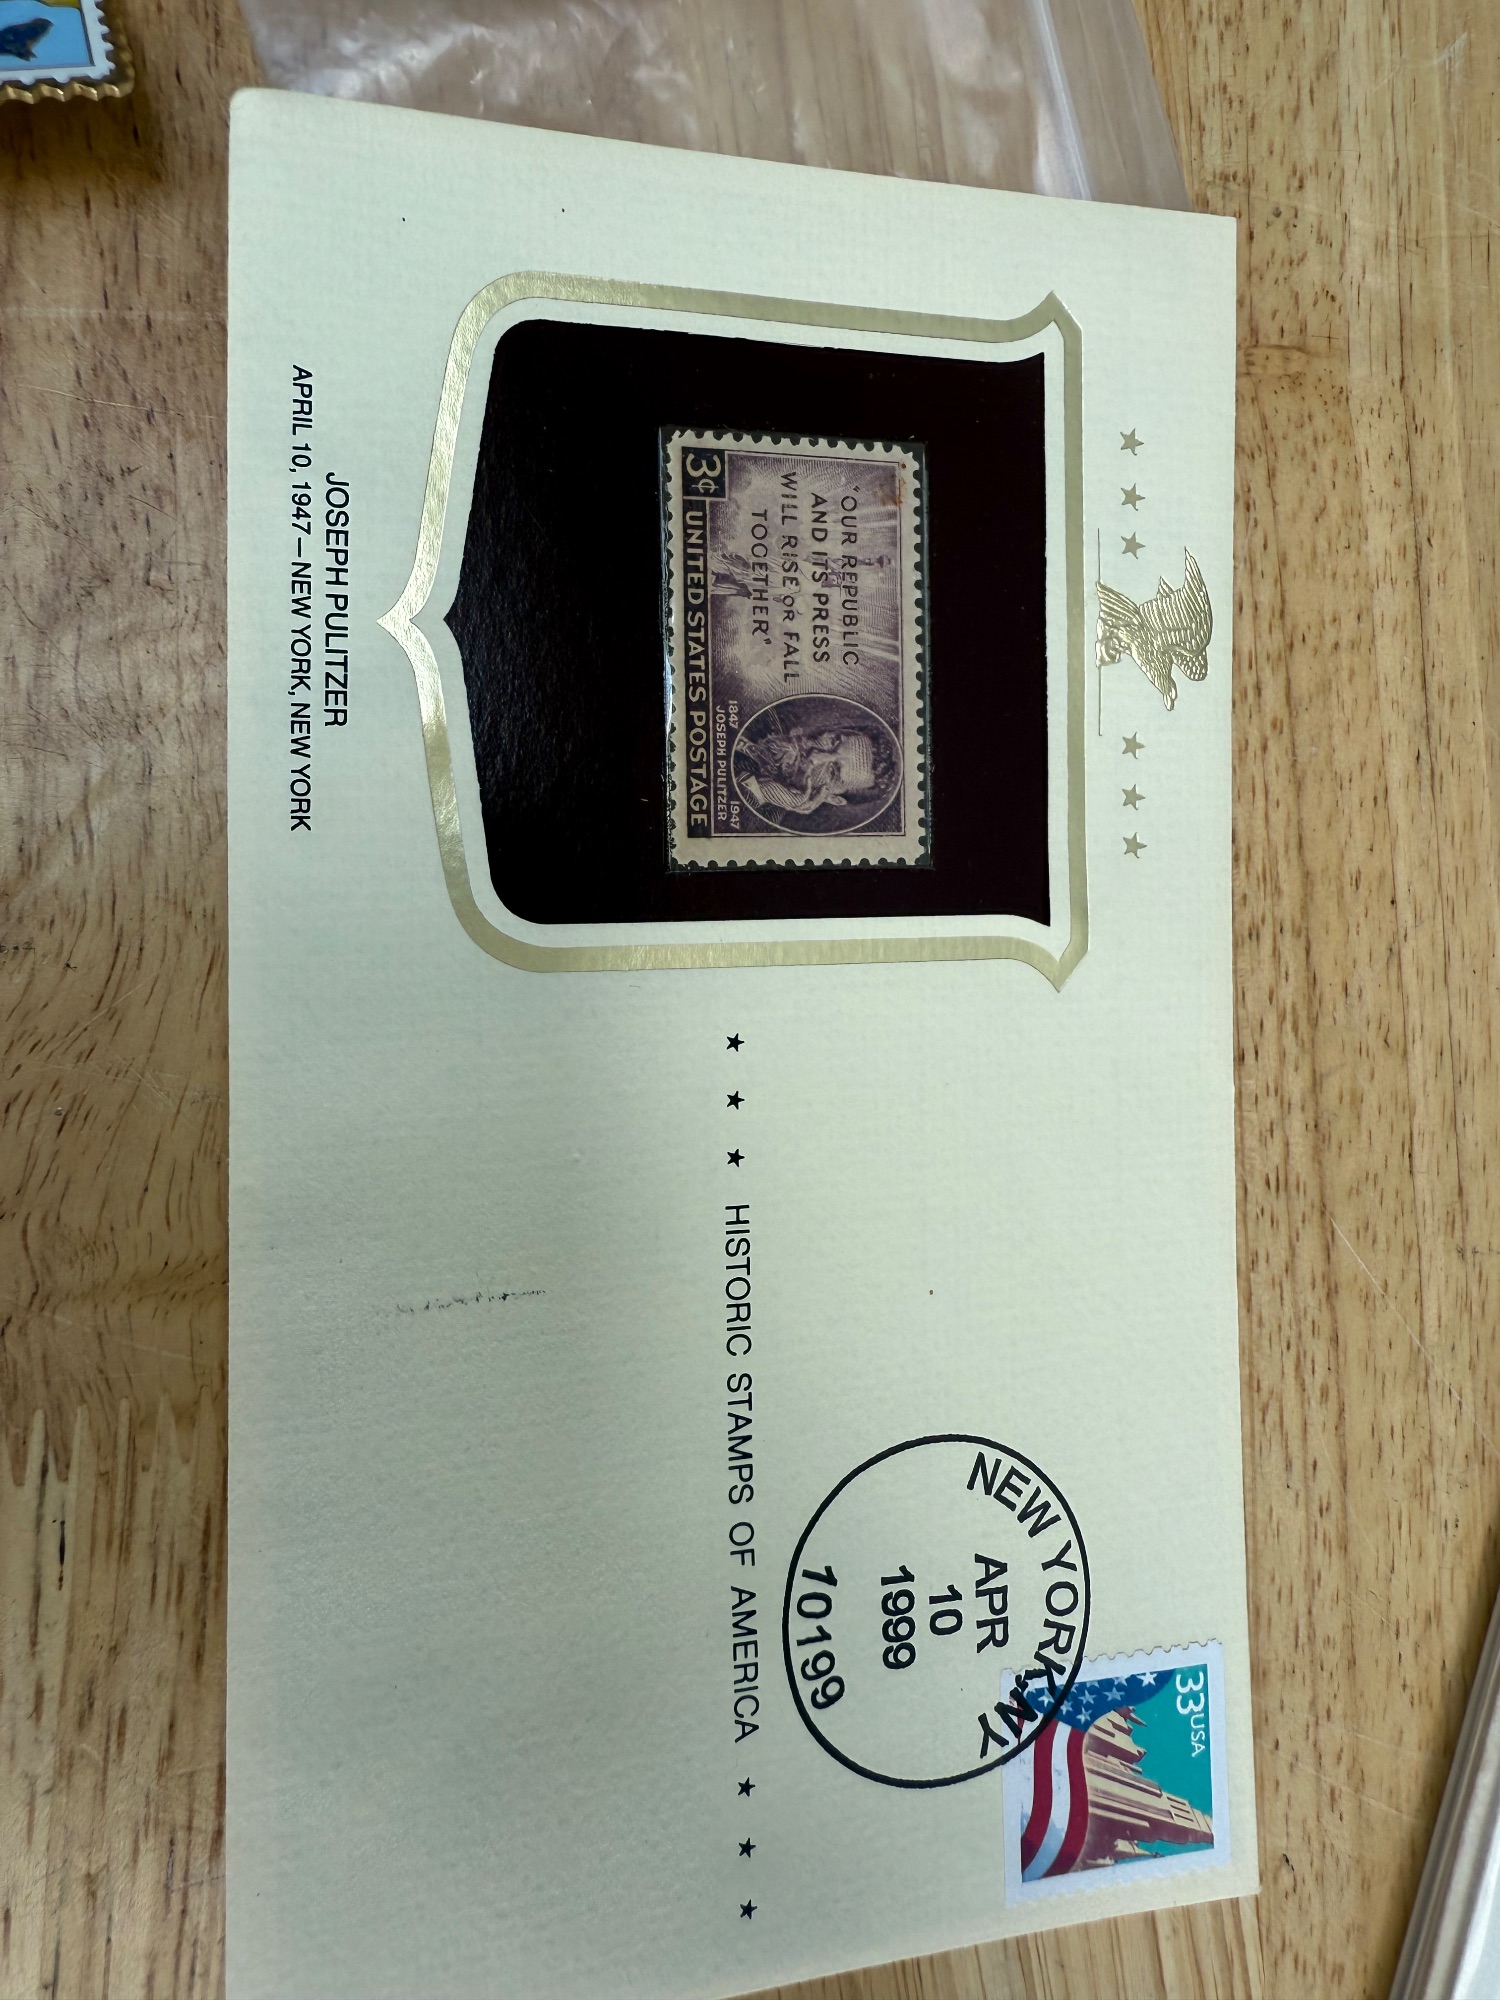 "OUR REPUBLIC
AND ITS PRESS
WILL RISE OR FALL
TOGETHER"
1847 1947
JOSEPH PULITZER
3¢ UNITED STATES POSTAGE
JOSEPH PULITZER
APRIL 10, 1947—NEW YORK, NEW YORK
33USA
NEW YORK, NY
APR
10
1999
10199
★ ★ ★ HISTORIC STAMPS OF AMERICA ★ ★ ★